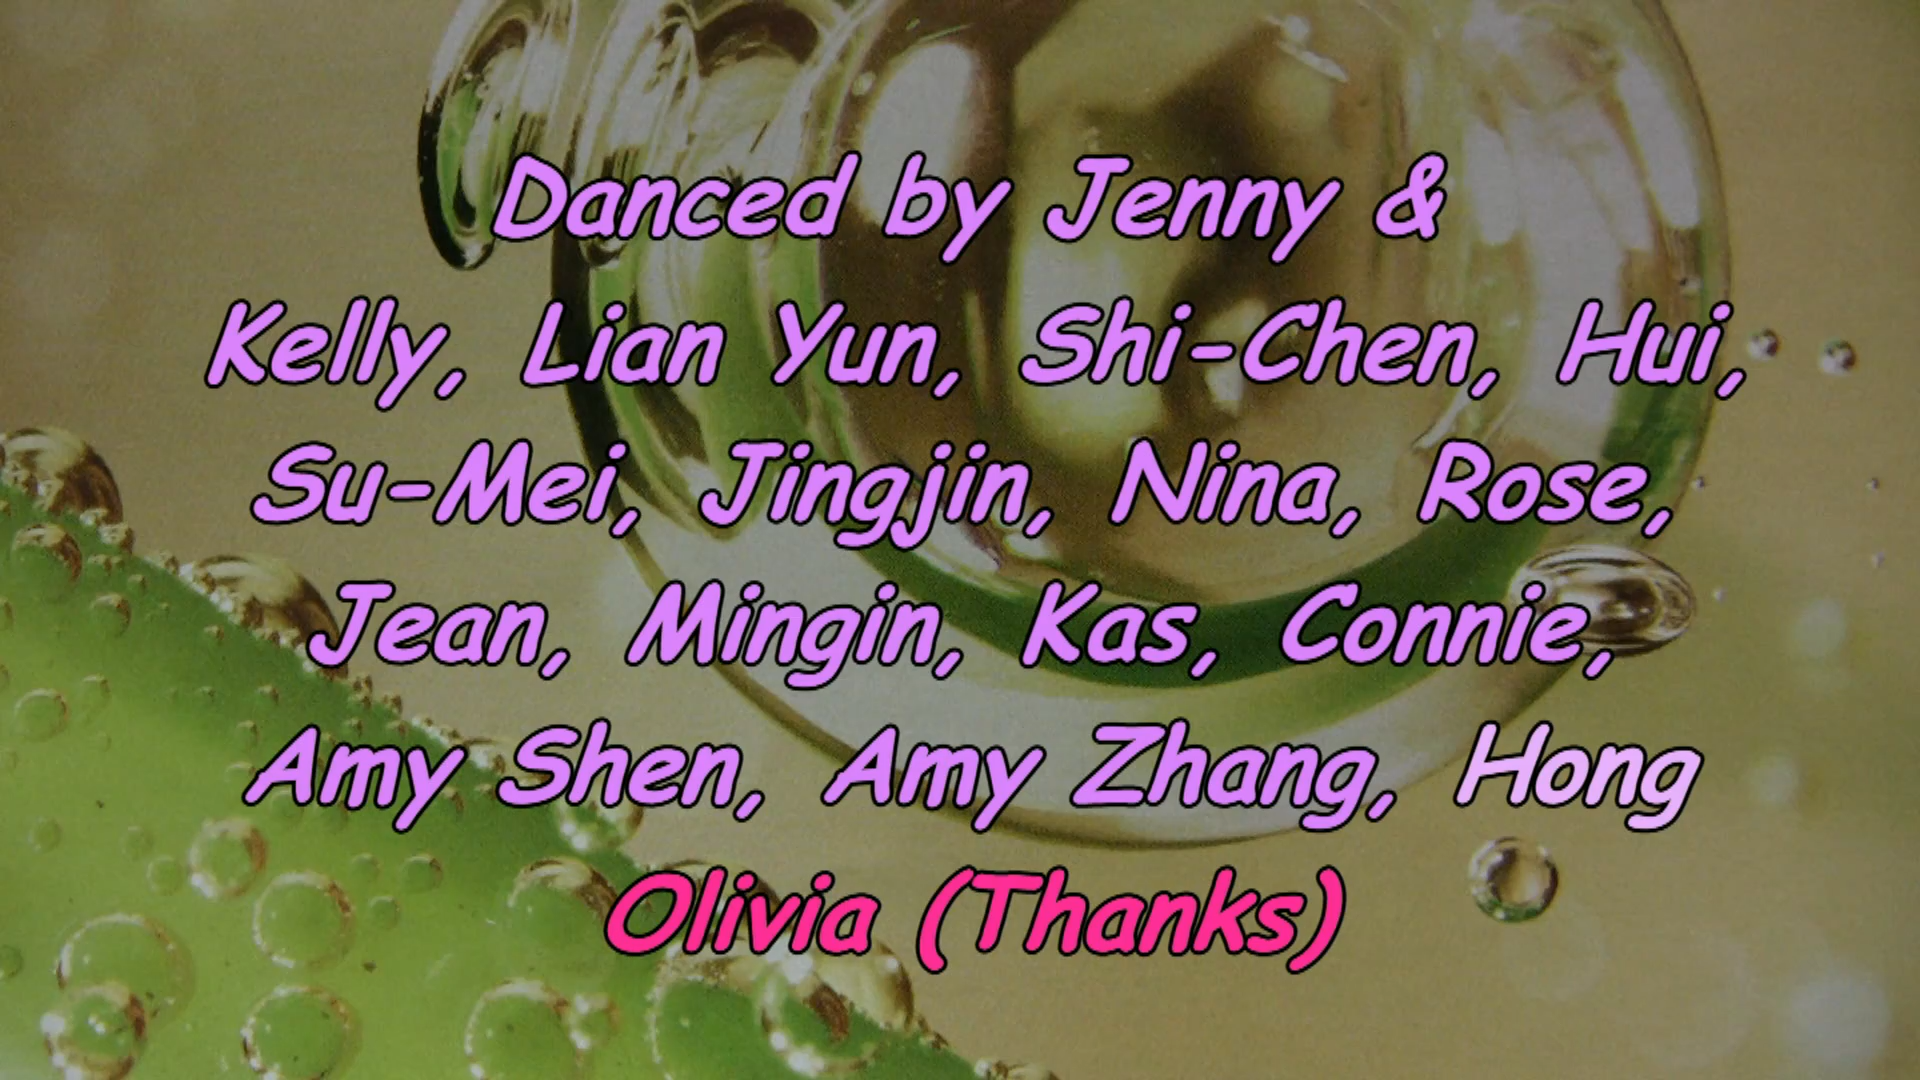 Danced by Jenny &
Kelly, Lian Yun, Shi-Chen, Hui,
Su-Mei, Jingjin, Nina, Rose,
Jean, Mingin, Kas, Connie,
Amy Shen, Amy Zhang, Hong
Olivia (Thanks)